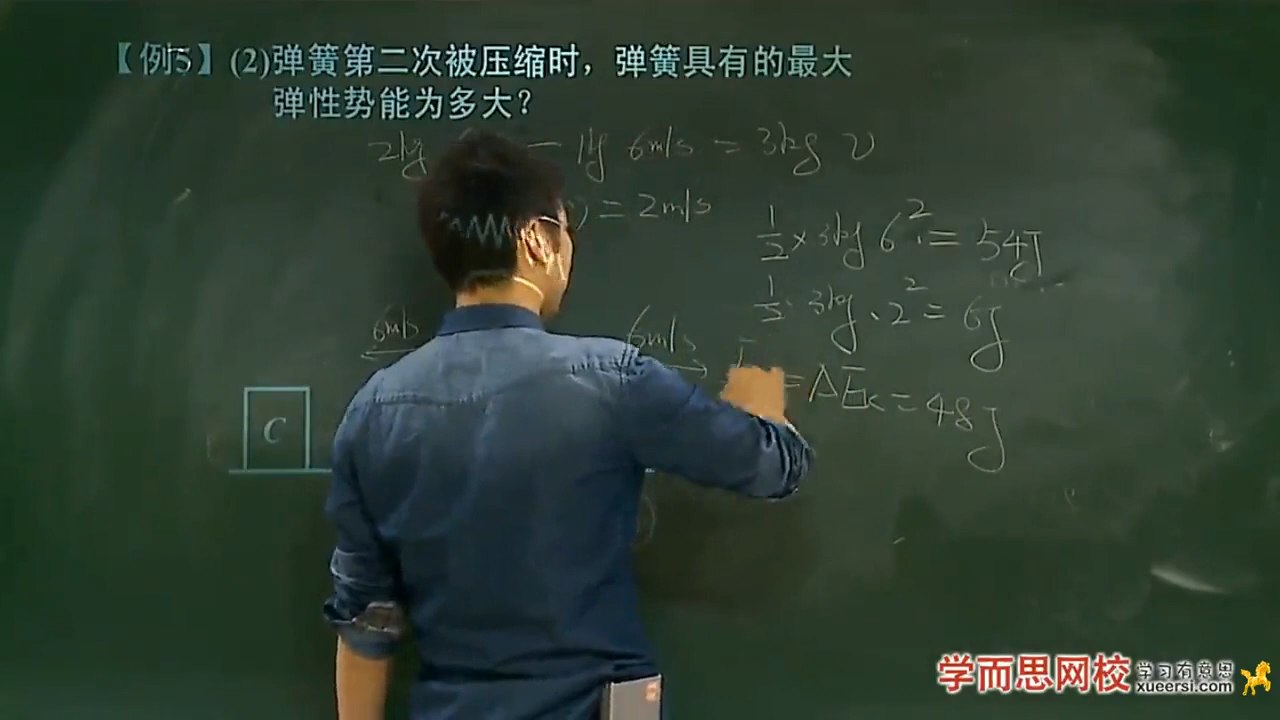 【例5】(2)弹簧第二次被压缩时，弹簧具有的最大
弹性势能为多大？
2kg
— 1kg 6m/s = 3kg v
) = 2m/s
1/2 × 3kg 6² = 54J
1/2 · 3kg · 2² = 6J
= ΔEk = 48J
6m/s
6m/s
C
学而思网校
学习有意思
xueersi.com